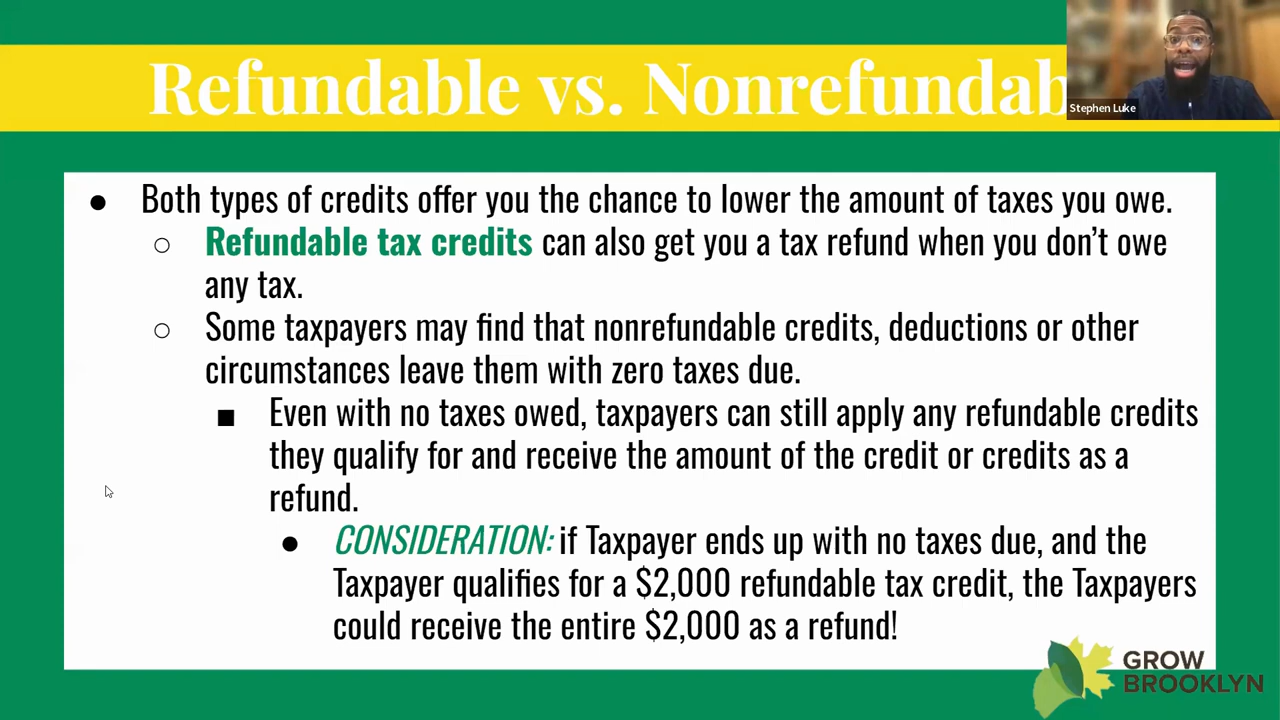 Refundable vs. Nonrefundab
Stephen Luke
● Both types of credits offer you the chance to lower the amount of taxes you owe.
○ Refundable tax credits can also get you a tax refund when you don’t owe
any tax.
○ Some taxpayers may find that nonrefundable credits, deductions or other
circumstances leave them with zero taxes due.
■ Even with no taxes owed, taxpayers can still apply any refundable credits
they qualify for and receive the amount of the credit or credits as a
refund.
● CONSIDERATION: if Taxpayer ends up with no taxes due, and the
Taxpayer qualifies for a $2,000 refundable tax credit, the Taxpayers
could receive the entire $2,000 as a refund!
GROW
BROOKLYN